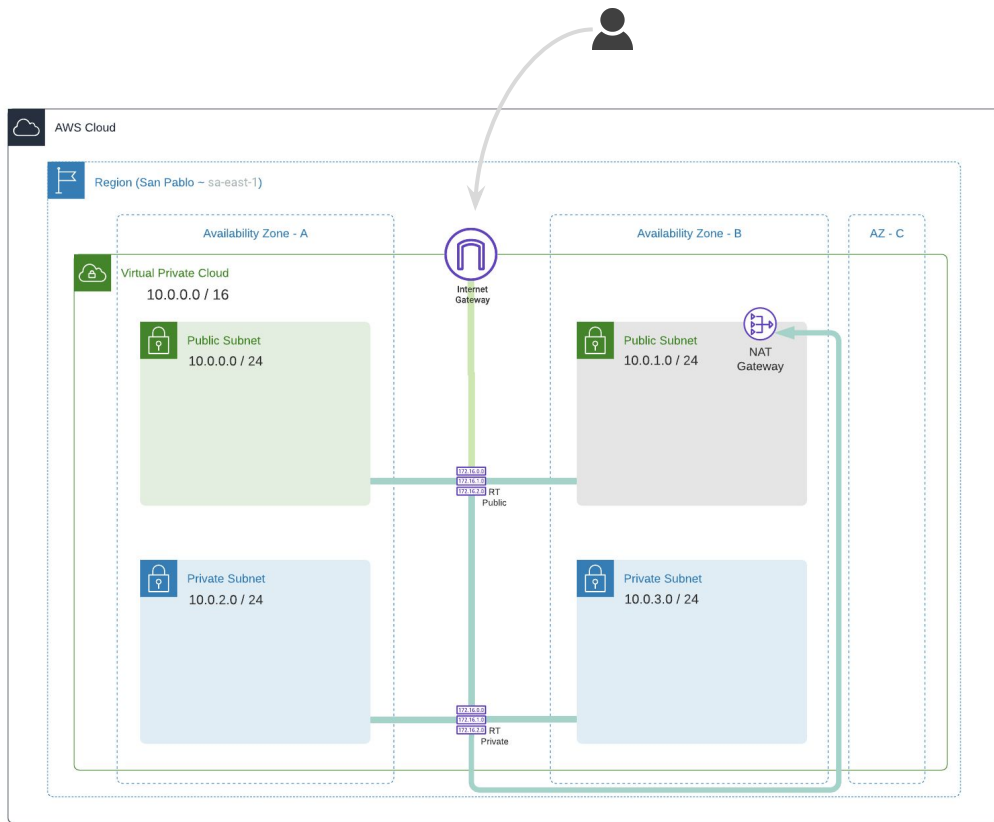 AWS Cloud
Region (San Pablo ~ sa-east-1)
Availability Zone - A
Availability Zone - B
AZ - C
Virtual Private Cloud
10.0.0.0 / 16
Internet
Gateway
Public Subnet
10.0.0.0 / 24
Public Subnet
10.0.1.0 / 24
NAT
Gateway
172.16.0.0
172.16.1.0
172.16.2.0
RT
Public
Private Subnet
10.0.2.0 / 24
Private Subnet
10.0.3.0 / 24
172.16.0.0
172.16.1.0
172.16.2.0
RT
Private